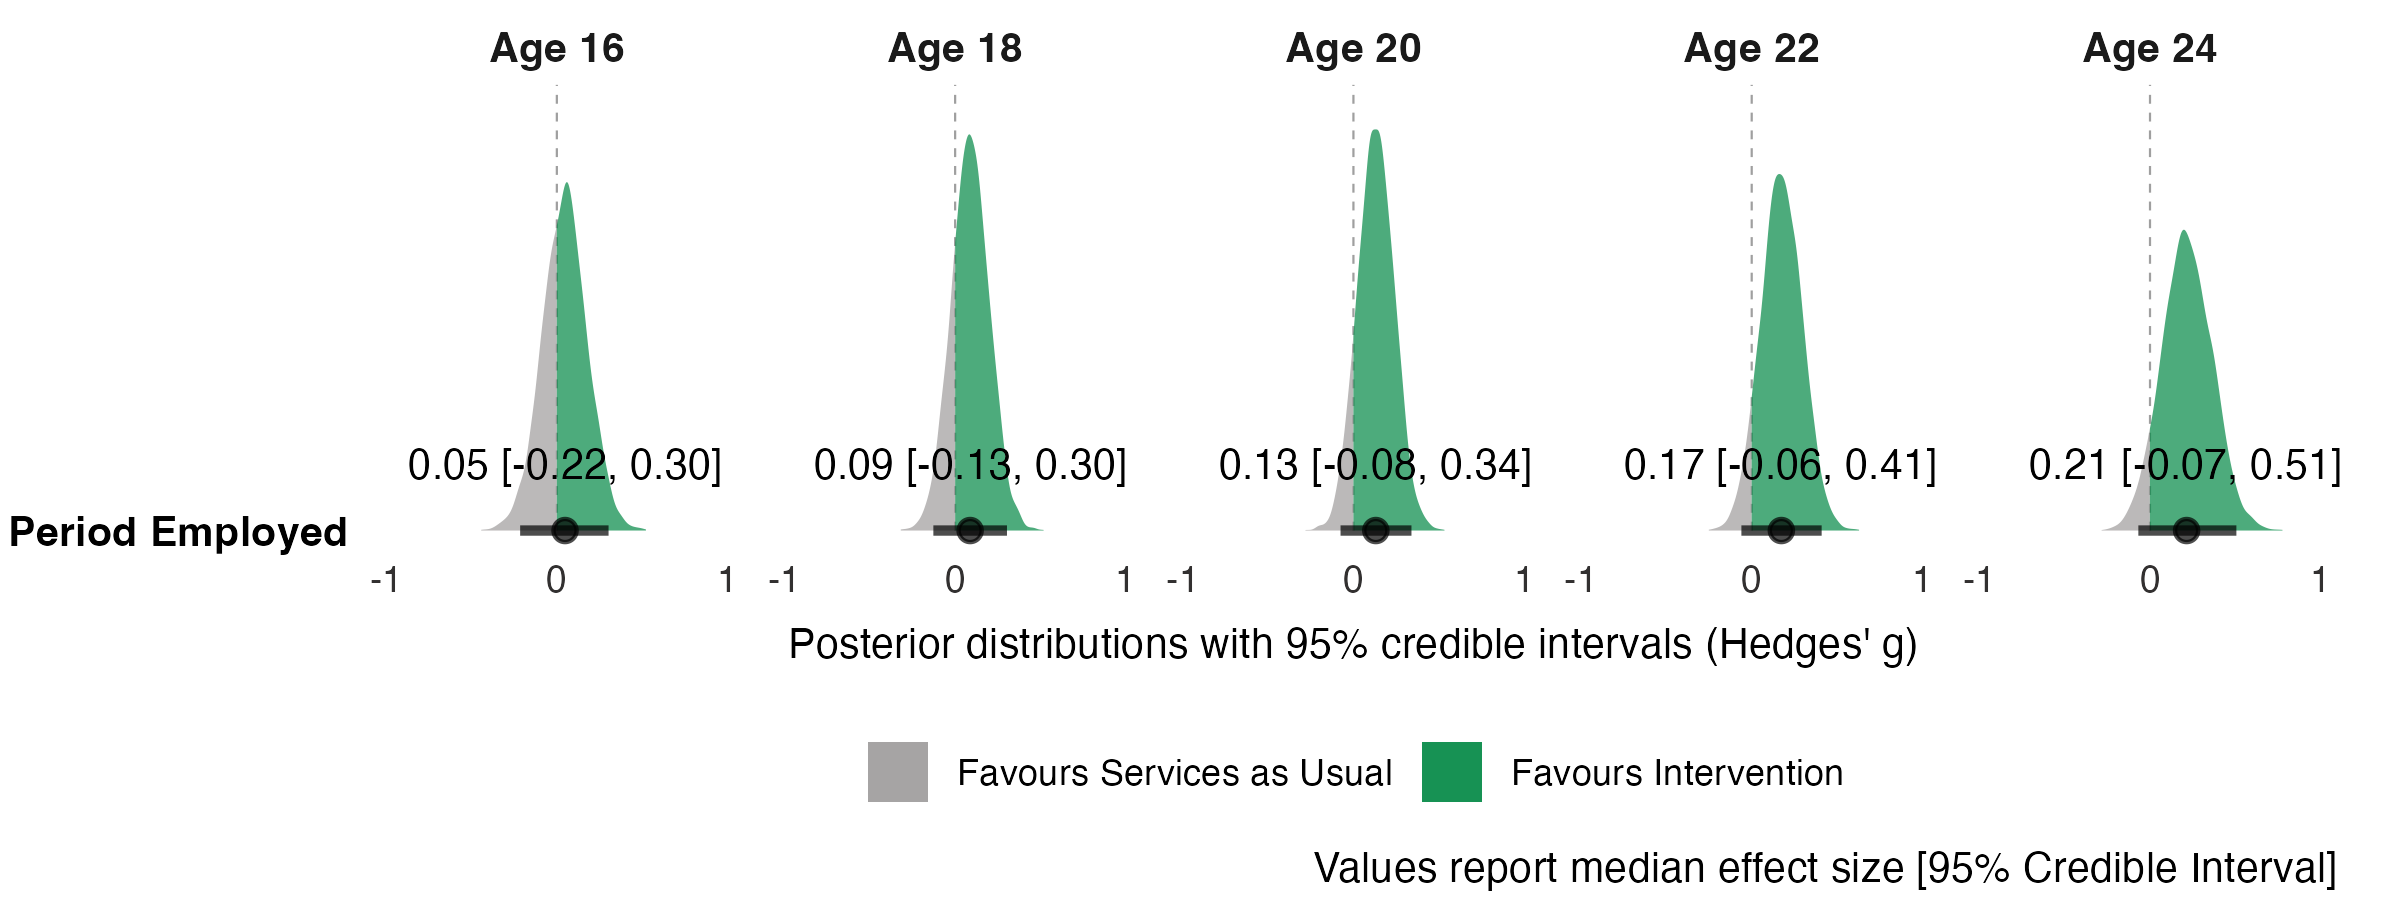 Age 16 Age 18 Age 20 Age 22 Age 24
0.05 [-0.22, 0.30] 0.09 [-0.13, 0.30] 0.13 [-0.08, 0.34] 0.17 [-0.06, 0.41] 0.21 [-0.07, 0.51]
Period Employed
-1 0 1 -1 0 1 -1 0 1 -1 0 1 -1 0 1
Posterior distributions with 95% credible intervals (Hedges' g)
Favours Services as Usual Favours Intervention
Values report median effect size [95% Credible Interval]